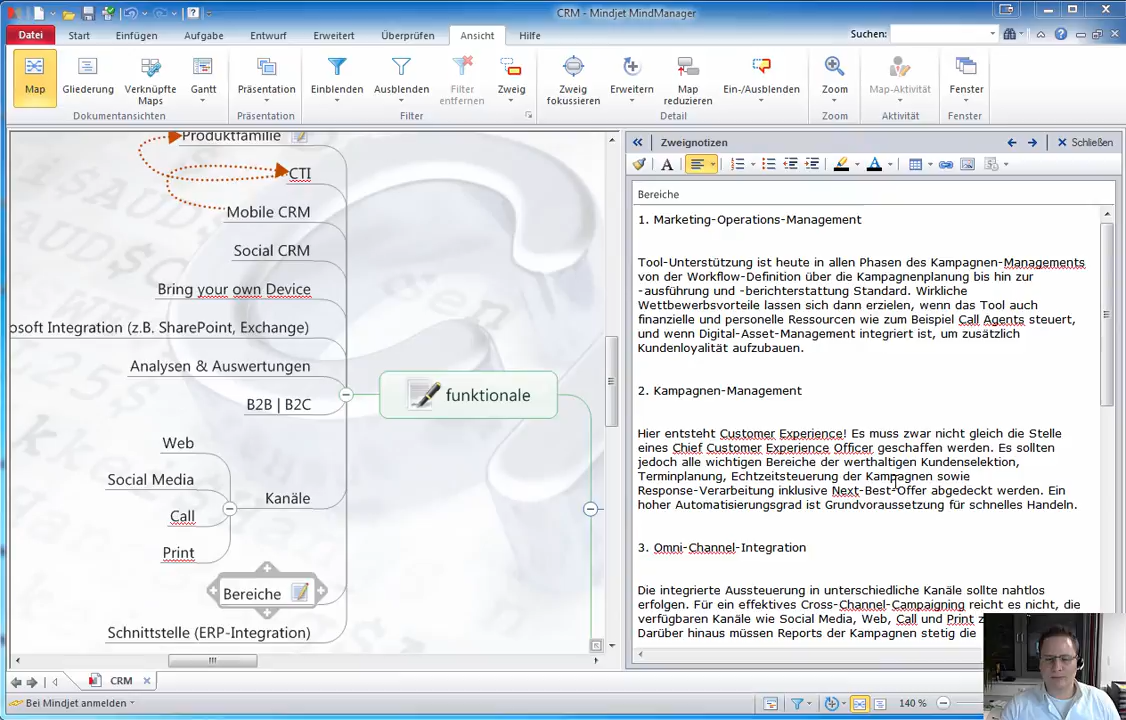 CRM - Mindjet MindManager
Datei Start Einfügen Aufgabe Entwurf Erweitert Überprüfen Ansicht Hilfe Suchen:
Map Gliederung Verknüpfte Maps Gantt Präsentation Einblenden Ausblenden Filter entfernen Zweig Zweig fokussieren Erweitern Map reduzieren Ein-/Ausblenden Zoom Map-Aktivität Fenster
Dokumentansichten Präsentation Filter Detail Zoom Aktivität Fenster
Produktfamilie
CTI
Mobile CRM
Social CRM
Bring your own Device
osoft Integration (z.B. SharePoint, Exchange)
Analysen & Auswertungen
funktionale
B2B | B2C
Web
Social Media
Kanäle
Call
Print
Bereiche
Schnittstelle (ERP-Integration)
Zweignotizen Schließen
Bereiche
1. Marketing-Operations-Management
Tool-Unterstützung ist heute in allen Phasen des Kampagnen-Managements
von der Workflow-Definition über die Kampagnenplanung bis hin zur
-ausführung und -berichterstattung Standard. Wirkliche
Wettbewerbsvorteile lassen sich dann erzielen, wenn das Tool auch
finanzielle und personelle Ressourcen wie zum Beispiel Call Agents steuert,
und wenn Digital-Asset-Management integriert ist, um zusätzlich
Kundenloyalität aufzubauen.
2. Kampagnen-Management
Hier entsteht Customer Experience! Es muss zwar nicht gleich die Stelle
eines Chief Customer Experience Officer geschaffen werden. Es sollten
jedoch alle wichtigen Bereiche der werthaltigen Kundenselektion,
Terminplanung, Echtzeitsteuerung der Kampagnen sowie
Response-Verarbeitung inklusive Next-Best-Offer abgedeckt werden. Ein
hoher Automatisierungsgrad ist Grundvoraussetzung für schnelles Handeln.
3. Omni-Channel-Integration
Die integrierte Aussteuerung in unterschiedliche Kanäle sollte nahtlos
erfolgen. Für ein effektives Cross-Channel-Campaigning reicht es nicht, die
verfügbaren Kanäle wie Social Media, Web, Call und Print
Darüber hinaus müssen Reports der Kampagnen stetig die
CRM
Bei Mindjet anmelden
140 %